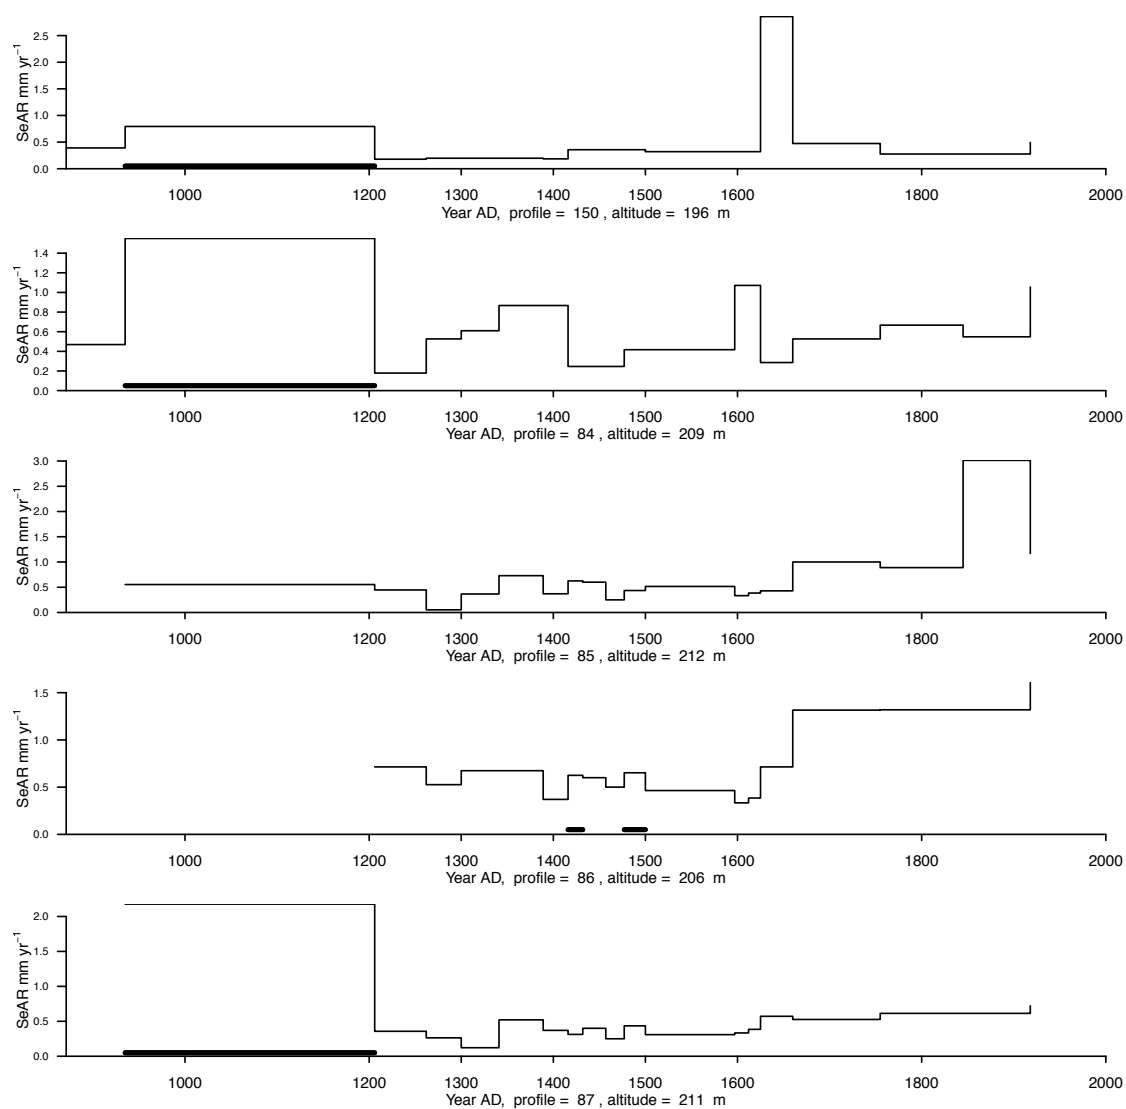 SeAR mm yr⁻¹
2.5
2.0
1.5
1.0
0.5
0.0
1000 1200 1300 1400 1500 1600 1800 2000
Year AD, profile = 150 , altitude = 196 m
SeAR mm yr⁻¹
1.4
1.2
1.0
0.8
0.6
0.4
0.2
0.0
1000 1200 1300 1400 1500 1600 1800 2000
Year AD, profile = 84 , altitude = 209 m
SeAR mm yr⁻¹
3.0
2.5
2.0
1.5
1.0
0.5
0.0
1000 1200 1300 1400 1500 1600 1800 2000
Year AD, profile = 85 , altitude = 212 m
SeAR mm yr⁻¹
1.5
1.0
0.5
0.0
1000 1200 1300 1400 1500 1600 1800 2000
Year AD, profile = 86 , altitude = 206 m
SeAR mm yr⁻¹
2.0
1.5
1.0
0.5
0.0
1000 1200 1300 1400 1500 1600 1800 2000
Year AD, profile = 87 , altitude = 211 m